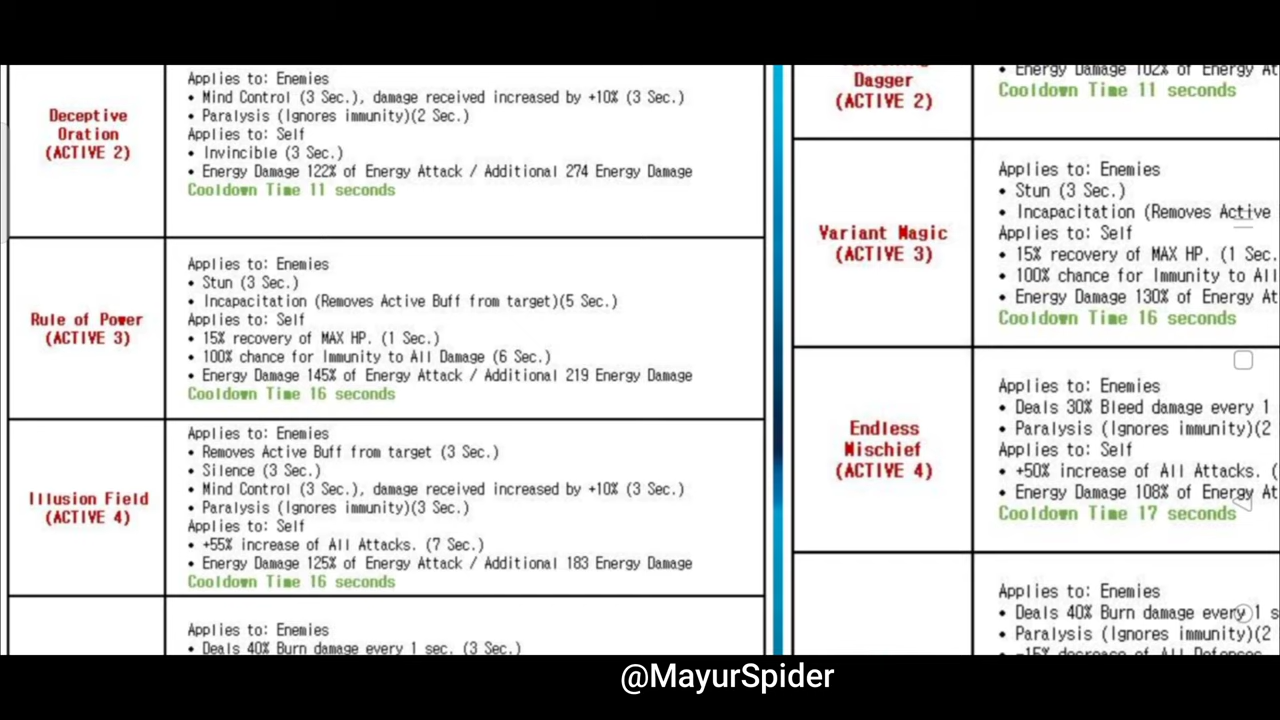 Deceptive
Oration
(ACTIVE 2)
Applies to: Enemies
• Mind Control (3 Sec.), damage received increased by +10% (3 Sec.)
• Paralysis (Ignores immunity)(2 Sec.)
Applies to: Self
• Invincible (3 Sec.)
• Energy Damage 122% of Energy Attack / Additional 274 Energy Damage
Cooldown Time 11 seconds
Rule of Power
(ACTIVE 3)
Applies to: Enemies
• Stun (3 Sec.)
• Incapacitation (Removes Active Buff from target)(5 Sec.)
Applies to: Self
• 15% recovery of MAX HP. (1 Sec.)
• 100% chance for Immunity to All Damage (6 Sec.)
• Energy Damage 145% of Energy Attack / Additional 219 Energy Damage
Cooldown Time 16 seconds
Illusion Field
(ACTIVE 4)
Applies to: Enemies
• Removes Active Buff from target (3 Sec.)
• Silence (3 Sec.)
• Mind Control (3 Sec.), damage received increased by +10% (3 Sec.)
• Paralysis (Ignores immunity)(3 Sec.)
Applies to: Self
• +55% increase of All Attacks. (7 Sec.)
• Energy Damage 125% of Energy Attack / Additional 183 Energy Damage
Cooldown Time 16 seconds
Applies to: Enemies
• Deals 40% Burn damage every 1 sec. (3 Sec.)
Dagger
(ACTIVE 2)
• Energy Damage 102% of Energy At
Cooldown Time 11 seconds
Variant Magic
(ACTIVE 3)
Applies to: Enemies
• Stun (3 Sec.)
• Incapacitation (Removes Active
Applies to: Self
• 15% recovery of MAX HP. (1 Sec.
• 100% chance for Immunity to All
• Energy Damage 130% of Energy At
Cooldown Time 16 seconds
Endless
Mischief
(ACTIVE 4)
Applies to: Enemies
• Deals 30% Bleed damage every 1
• Paralysis (Ignores immunity)(2
Applies to: Self
• +50% increase of All Attacks. (
• Energy Damage 108% of Energy At
Cooldown Time 17 seconds
Applies to: Enemies
• Deals 40% Burn damage every 1 s
• Paralysis (Ignores immunity)(2
• -15% decrease of All Defenses
@MayurSpider